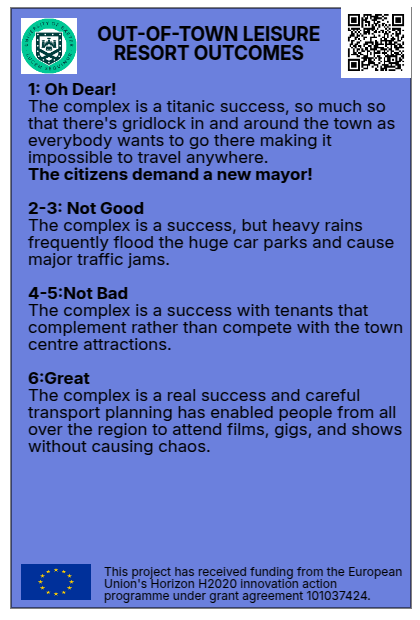 OUT-OF-TOWN LEISURE
RESORT OUTCOMES
1: Oh Dear!
The complex is a titanic success, so much so
that there's gridlock in and around the town as
everybody wants to go there making it
impossible to travel anywhere.
The citizens demand a new mayor!
2-3: Not Good
The complex is a success, but heavy rains
frequently flood the huge car parks and cause
major traffic jams.
4-5:Not Bad
The complex is a success with tenants that
complement rather than compete with the town
centre attractions.
6:Great
The complex is a real success and careful
transport planning has enabled people from all
over the region to attend films, gigs, and shows
without causing chaos.
This project has received funding from the European
Union's Horizon H2020 innovation action
programme under grant agreement 101037424.